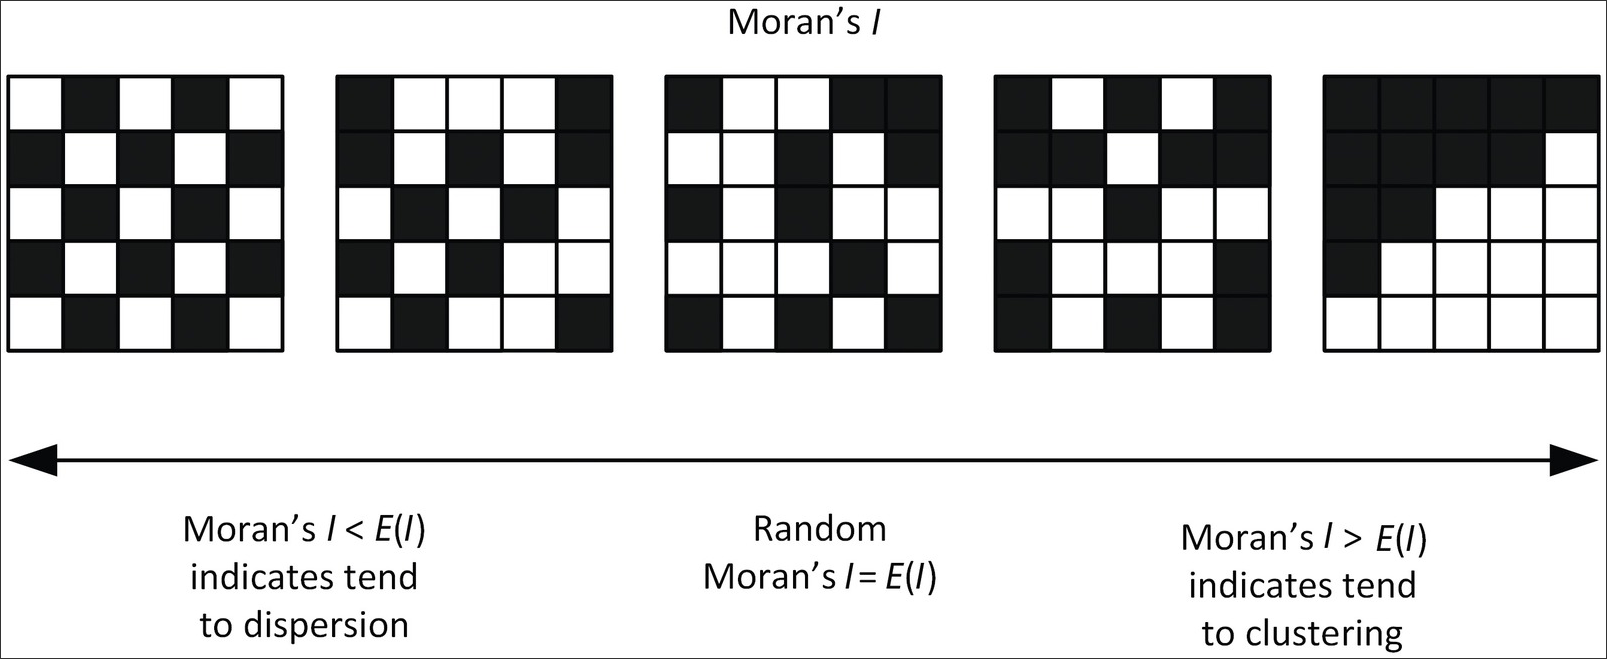 Moran’s I
Moran’s I < E(I)
indicates tend
to dispersion
Random
Moran’s I = E(I)
Moran’s I > E(I)
indicates tend
to clustering